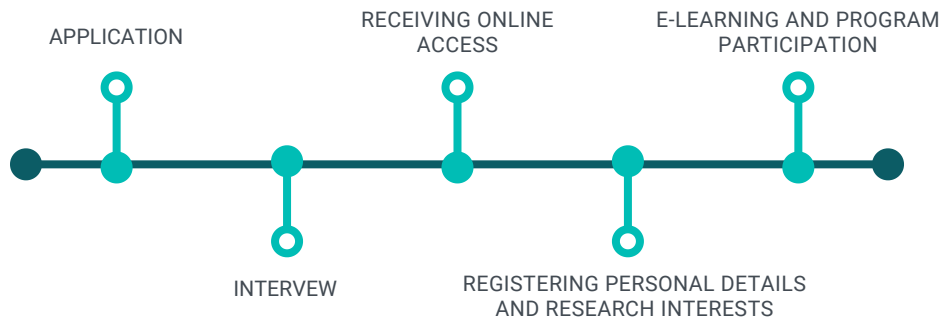 APPLICATION
INTERVEW
RECEIVING ONLINE
ACCESS
REGISTERING PERSONAL DETAILS
AND RESEARCH INTERESTS
E-LEARNING AND PROGRAM
PARTICIPATION